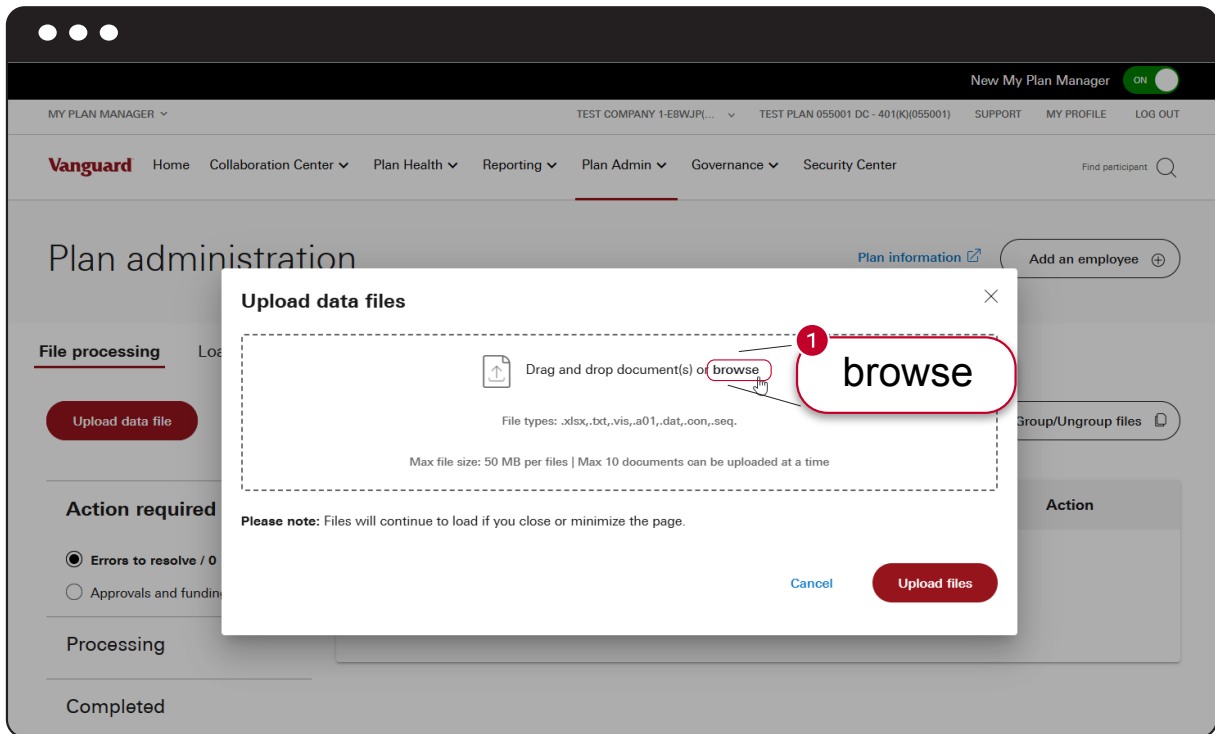 New My Plan Manager ON
MY PLAN MANAGER TEST COMPANY 1-E8WJP(... TEST PLAN 055001 DC - 401(K)(055001) SUPPORT MY PROFILE LOG OUT
Vanguard Home Collaboration Center Plan Health Reporting Plan Admin Governance Security Center Find participant
Plan administration
Plan information Add an employee
Upload data files
File processing Loa
1
Drag and drop document(s) or browse
browse
Upload data file
File types: .xlsx,.txt,.vis,.a01,.dat,.con,.seq.
Group/Ungroup files
Max file size: 50 MB per files | Max 10 documents can be uploaded at a time
Action required
Action
Please note: Files will continue to load if you close or minimize the page.
Errors to resolve / 0
Approvals and funding
Cancel Upload files
Processing
Completed